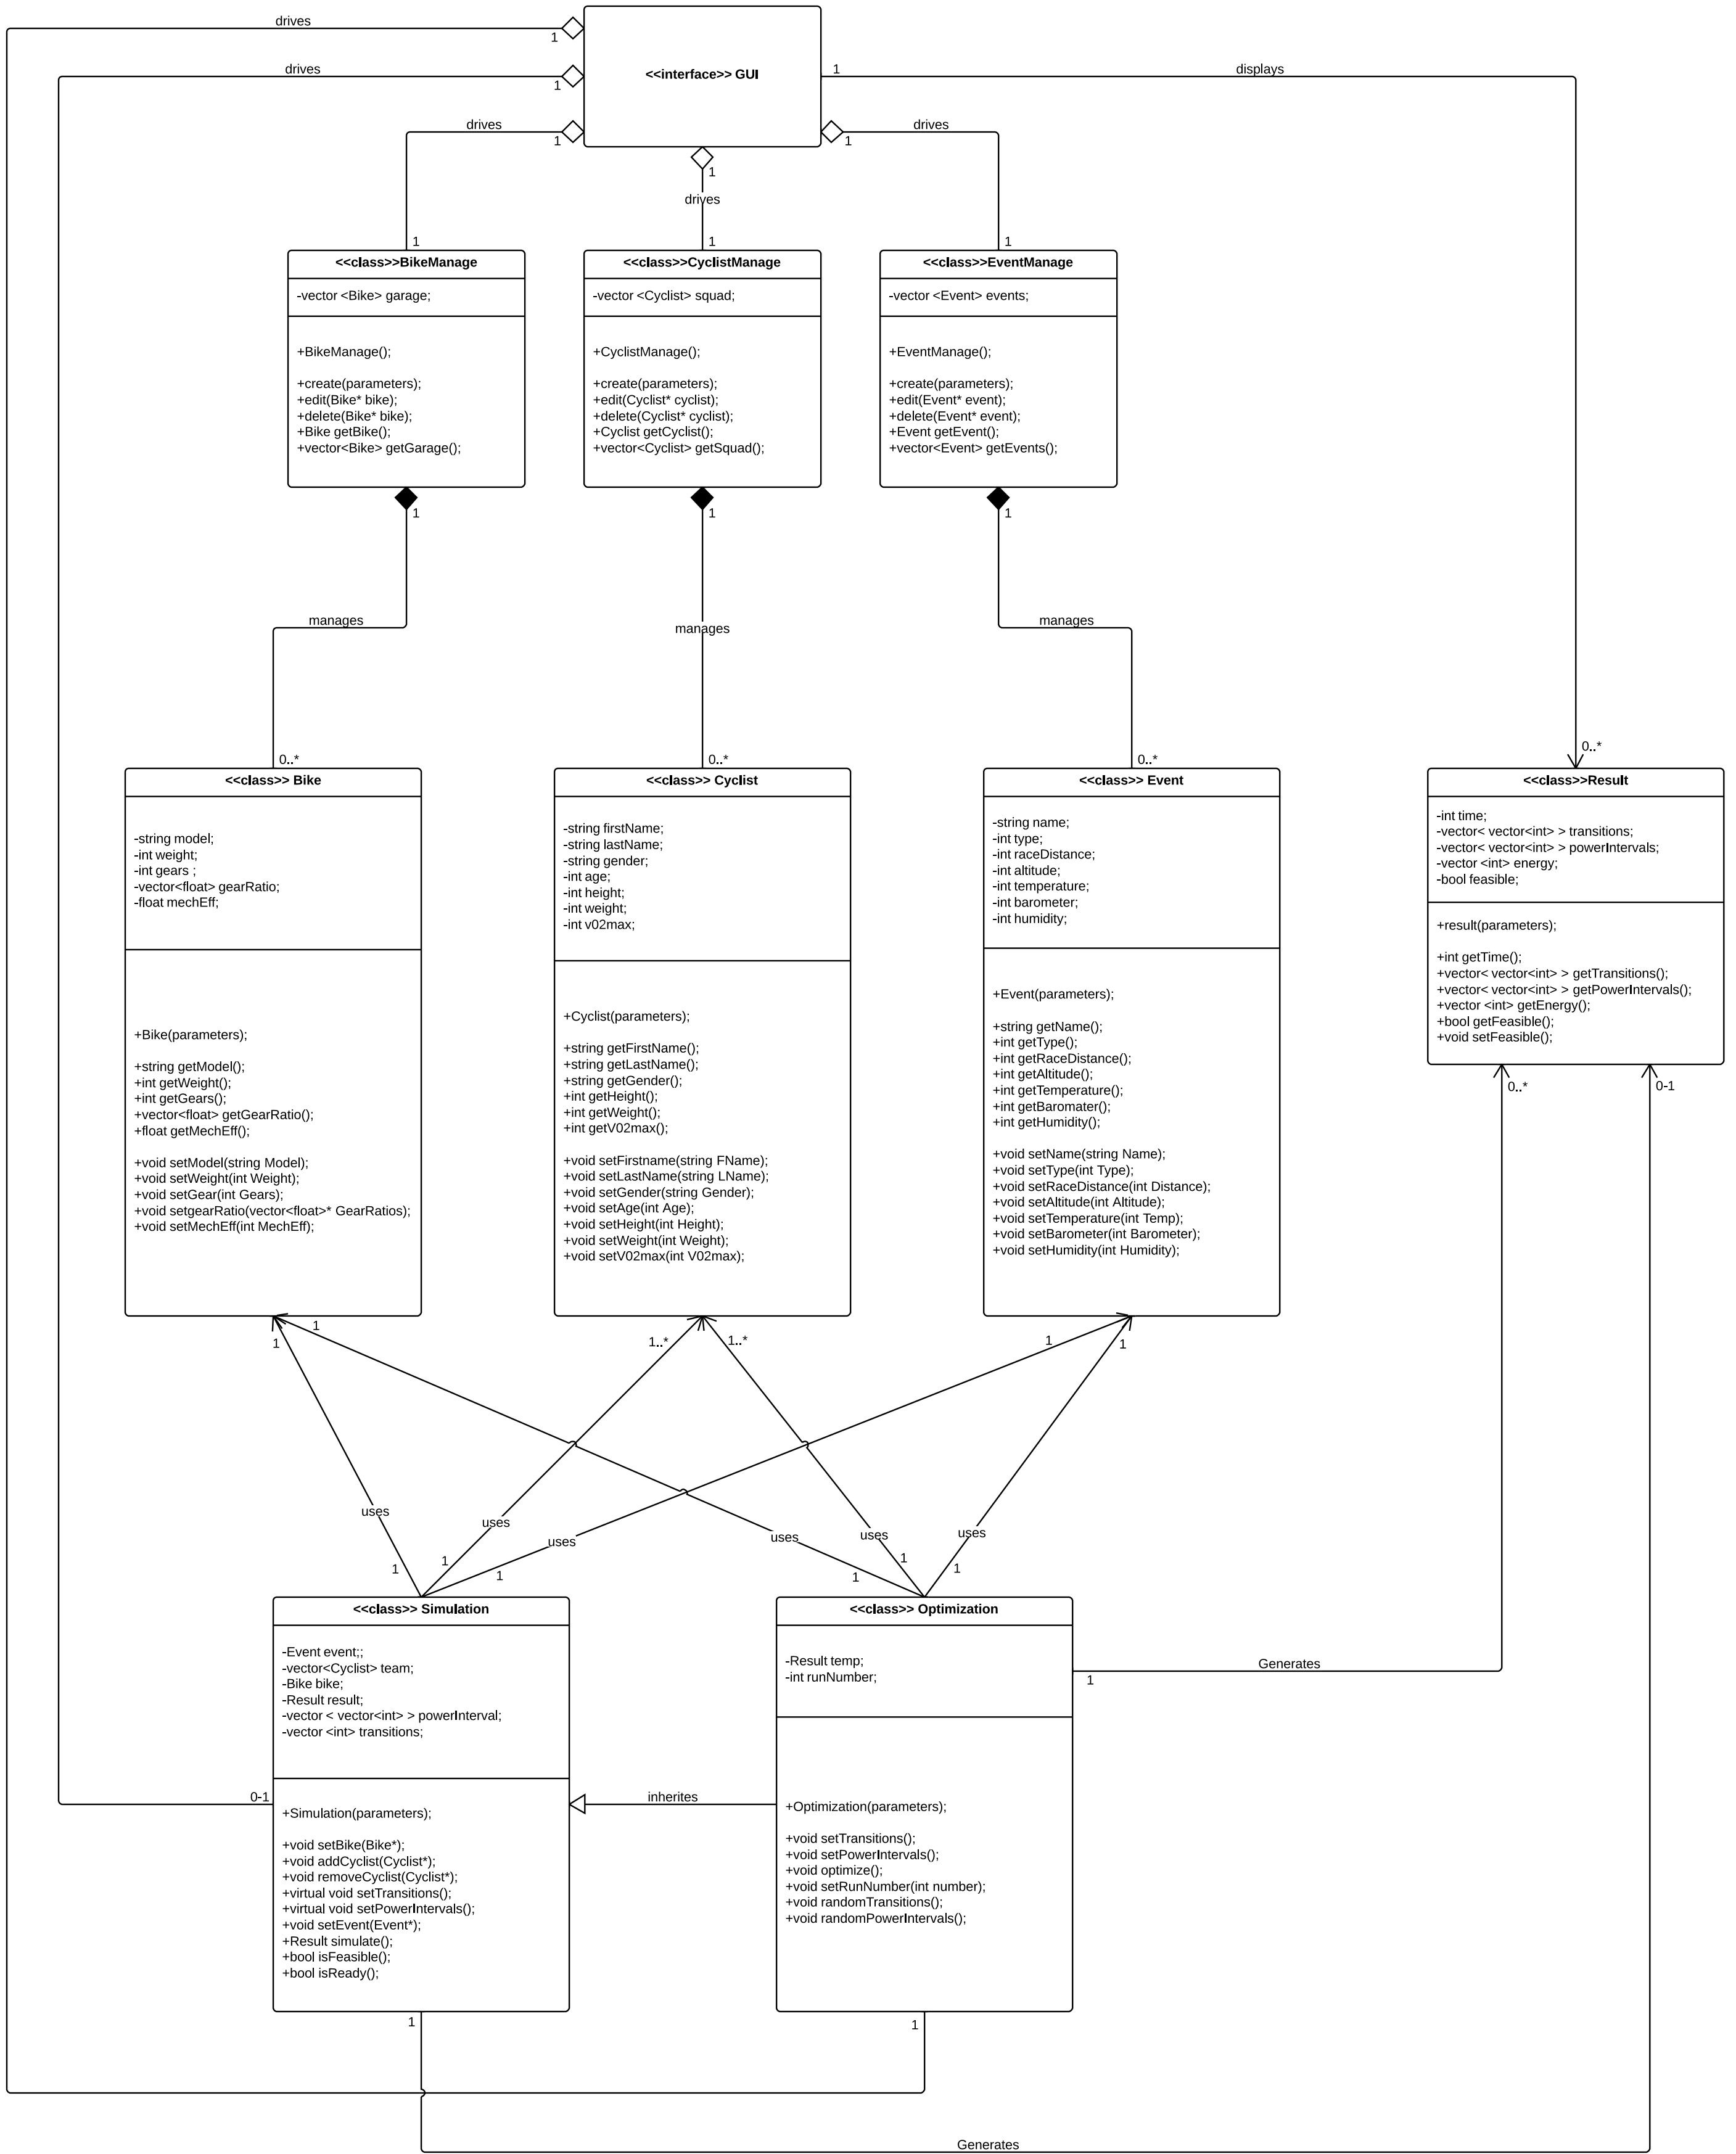 drives
1
drives
1
drives
1
<<interface>> GUI
1
displays
drives
1
1
drives
1
1
1
<<class>>BikeManage
-vector <Bike> garage;
+BikeManage();
+create(parameters);
+edit(Bike* bike);
+delete(Bike* bike);
+Bike getBike();
+vector<Bike> getGarage();
1
<<class>>CyclistManage
-vector <Cyclist> squad;
+CyclistManage();
+create(parameters);
+edit(Cyclist* cyclist);
+delete(Cyclist* cyclist);
+Cyclist getCyclist();
+vector<Cyclist> getSquad();
1
<<class>>EventManage
-vector <Event> events;
+EventManage();
+create(parameters);
+edit(Event* event);
+delete(Event* event);
+Event getEvent();
+vector<Event> getEvents();
1
manages
manages
manages
0..*
0..*
0..*
0..*
<<class>> Bike
-string model;
-int weight;
-int gears ;
-vector<float> gearRatio;
-float mechEff;
+Bike(parameters);
+string getModel();
+int getWeight();
+int getGears();
+vector<float> getGearRatio();
+float getMechEff();
+void setModel(string Model);
+void setWeight(int Weight);
+void setGear(int Gears);
+void setgearRatio(vector<float>* GearRatios);
+void setMechEff(int MechEff);
<<class>> Cyclist
-string firstName;
-string lastName;
-string gender;
-int age;
-int height;
-int weight;
-int v02max;
+Cyclist(parameters);
+string getFirstName();
+string getLastName();
+string getGender();
+int getHeight();
+int getWeight();
+int getV02max();
+void setFirstname(string FName);
+void setLastName(string LName);
+void setGender(string Gender);
+void setAge(int Age);
+void setHeight(int Height);
+void setWeight(int Weight);
+void setV02max(int V02max);
<<class>> Event
-string name;
-int type;
-int raceDistance;
-int altitude;
-int temperature;
-int barometer;
-int humidity;
+Event(parameters);
+string getName();
+int getType();
+int getRaceDistance();
+int getAltitude();
+int getTemperature();
+int getBaromater();
+int getHumidity();
+void setName(string Name);
+void setType(int Type);
+void setRaceDistance(int Distance);
+void setAltitude(int Altitude);
+void setTemperature(int Temp);
+void setBarometer(int Barometer);
+void setHumidity(int Humidity);
<<class>>Result
-int time;
-vector< vector<int> > transitions;
-vector< vector<int> > powerIntervals;
-vector <int> energy;
-bool feasible;
+result(parameters);
+int getTime();
+vector< vector<int> > getTransitions();
+vector< vector<int> > getPowerIntervals();
+vector <int> getEnergy();
+bool getFeasible();
+void setFeasible();
0..*
0-1
1
1
1..*
1..*
1
1
uses
uses
uses
uses
uses
uses
1
1
1
1
1
1
<<class>> Simulation
-Event event;;
-vector<Cyclist> team;
-Bike bike;
-Result result;
-vector < vector<int> > powerInterval;
-vector <int> transitions;
+Simulation(parameters);
+void setBike(Bike*);
+void addCyclist(Cyclist*);
+void removeCyclist(Cyclist*);
+virtual void setTransitions();
+virtual void setPowerIntervals();
+void setEvent(Event*);
+Result simulate();
+bool isFeasible();
+bool isReady();
0-1
inherites
<<class>> Optimization
-Result temp;
-int runNumber;
+Optimization(parameters);
+void setTransitions();
+void setPowerIntervals();
+void optimize();
+void setRunNumber(int number);
+void randomTransitions();
+void randomPowerIntervals();
Generates
1
1
1
Generates